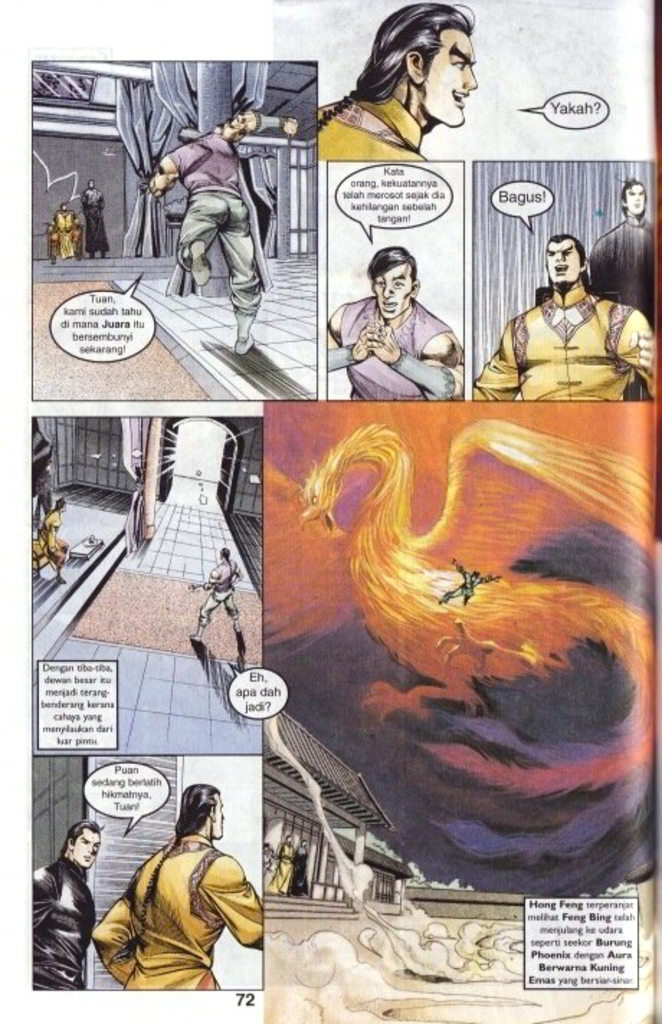 Tuan,
kami sudah tahu
di mana Juara itu
bersembunyi
sekarang!
Yakah?
Kata
orang, kekuatannya
telah merosot sejak dia
kehilangan sebelah
tangan!
Bagus!
Dengan tiba-tiba,
dewan besar itu
menjadi terang-
benderang kerana
cahaya yang
menyilaukan dari
luar pintu.
Eh,
apa dah
jadi?
Puan
sedang berlatih
hikmatnya,
Tuan!
Hong Feng terperanjat
melihat Feng Bing telah
menjulang ke udara
seperti seekor Burung
Phoenix dengan Aura
Berwarna Kuning
Emas yang bersiar-sinar.
72